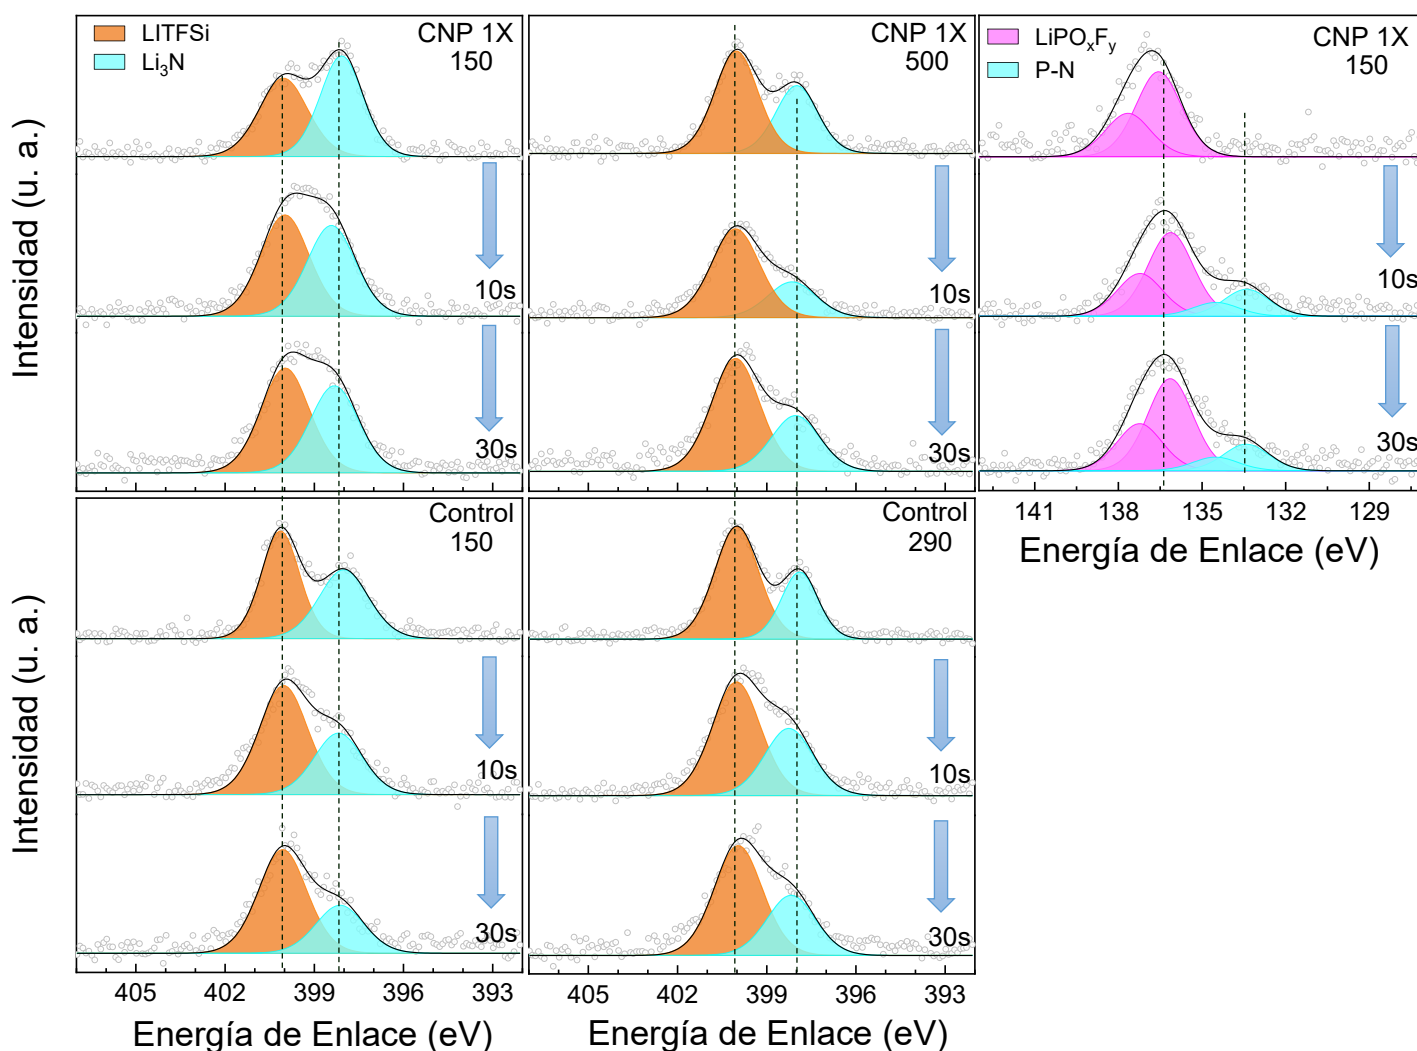 LITFSi
Li₃N
CNP 1X
150
10s
30s
CNP 1X
500
10s
30s
LiPOₓFᵧ
P-N
CNP 1X
150
10s
30s
141 138 135 132 129
Energía de Enlace (eV)
Intensidad (u. a.)
Control
150
10s
30s
405 402 399 396 393
Energía de Enlace (eV)
Control
290
10s
30s
405 402 399 396 393
Energía de Enlace (eV)
Intensidad (u. a.)